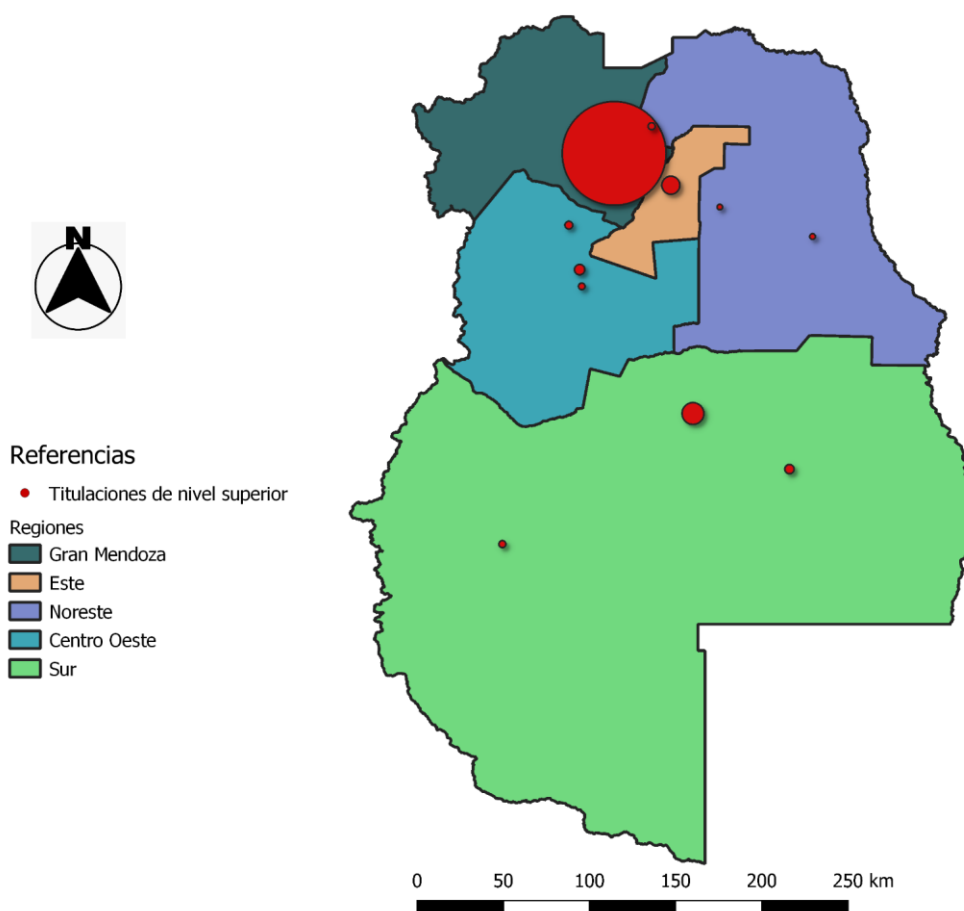 N
Referencias
Titulaciones de nivel superior
Regiones
Gran Mendoza
Este
Noreste
Centro Oeste
Sur
0 50 100 150 200 250 km